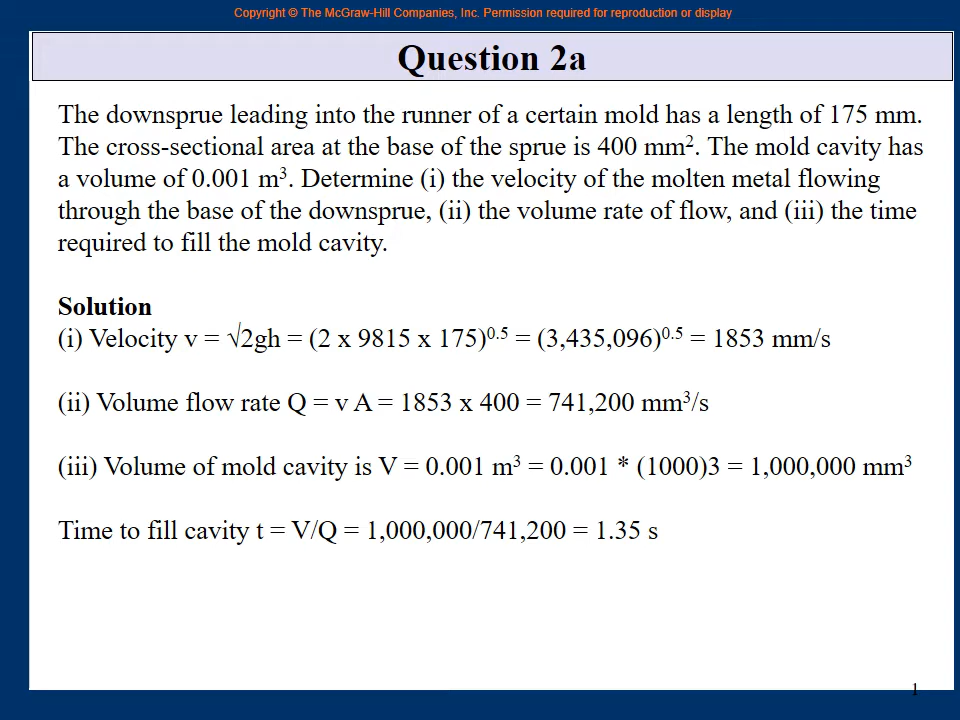 Copyright © The McGraw-Hill Companies, Inc. Permission required for reproduction or display
Question 2a
The downsprue leading into the runner of a certain mold has a length of 175 mm.
The cross-sectional area at the base of the sprue is 400 mm². The mold cavity has
a volume of 0.001 m³. Determine (i) the velocity of the molten metal flowing
through the base of the downsprue, (ii) the volume rate of flow, and (iii) the time
required to fill the mold cavity.
Solution
(i) Velocity v = √2gh = (2 x 9815 x 175)⁰·⁵ = (3,435,096)⁰·⁵ = 1853 mm/s
(ii) Volume flow rate Q = v A = 1853 x 400 = 741,200 mm³/s
(iii) Volume of mold cavity is V = 0.001 m³ = 0.001 * (1000)3 = 1,000,000 mm³
Time to fill cavity t = V/Q = 1,000,000/741,200 = 1.35 s
1